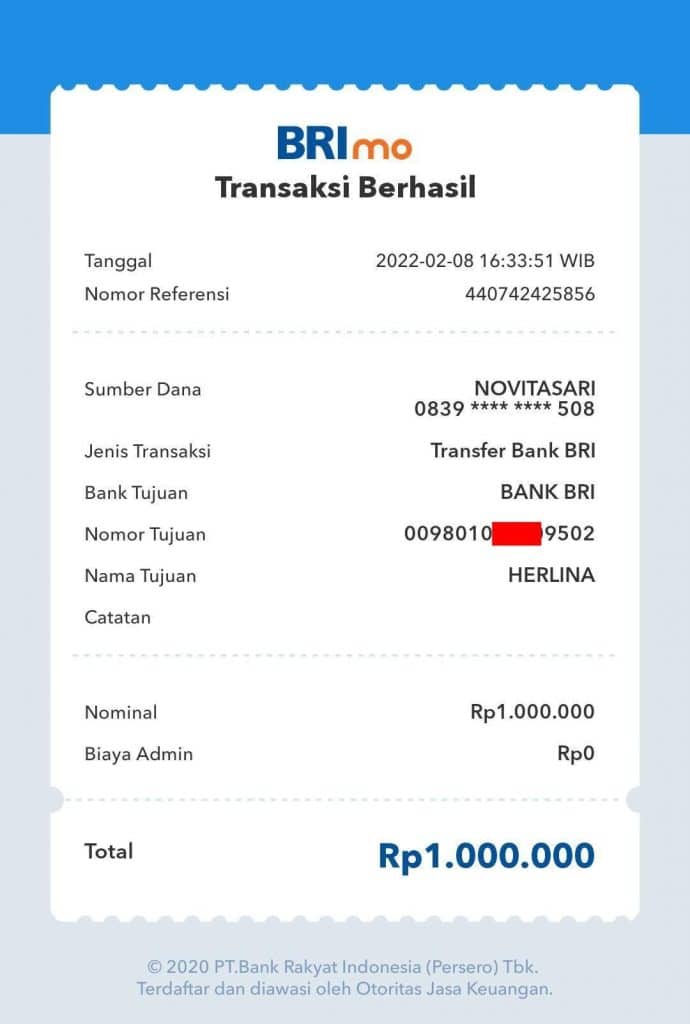 BRImo
Transaksi Berhasil
Tanggal 2022-02-08 16:33:51 WIB
Nomor Referensi 440742425856
Sumber Dana NOVITASARI
0839 **** **** 508
Jenis Transaksi Transfer Bank BRI
Bank Tujuan BANK BRI
Nomor Tujuan 0098010 9502
Nama Tujuan HERLINA
Catatan
Nominal Rp1.000.000
Biaya Admin Rp0
Total Rp1.000.000
© 2020 PT.Bank Rakyat Indonesia (Persero) Tbk.
Terdaftar dan diawasi oleh Otoritas Jasa Keuangan.